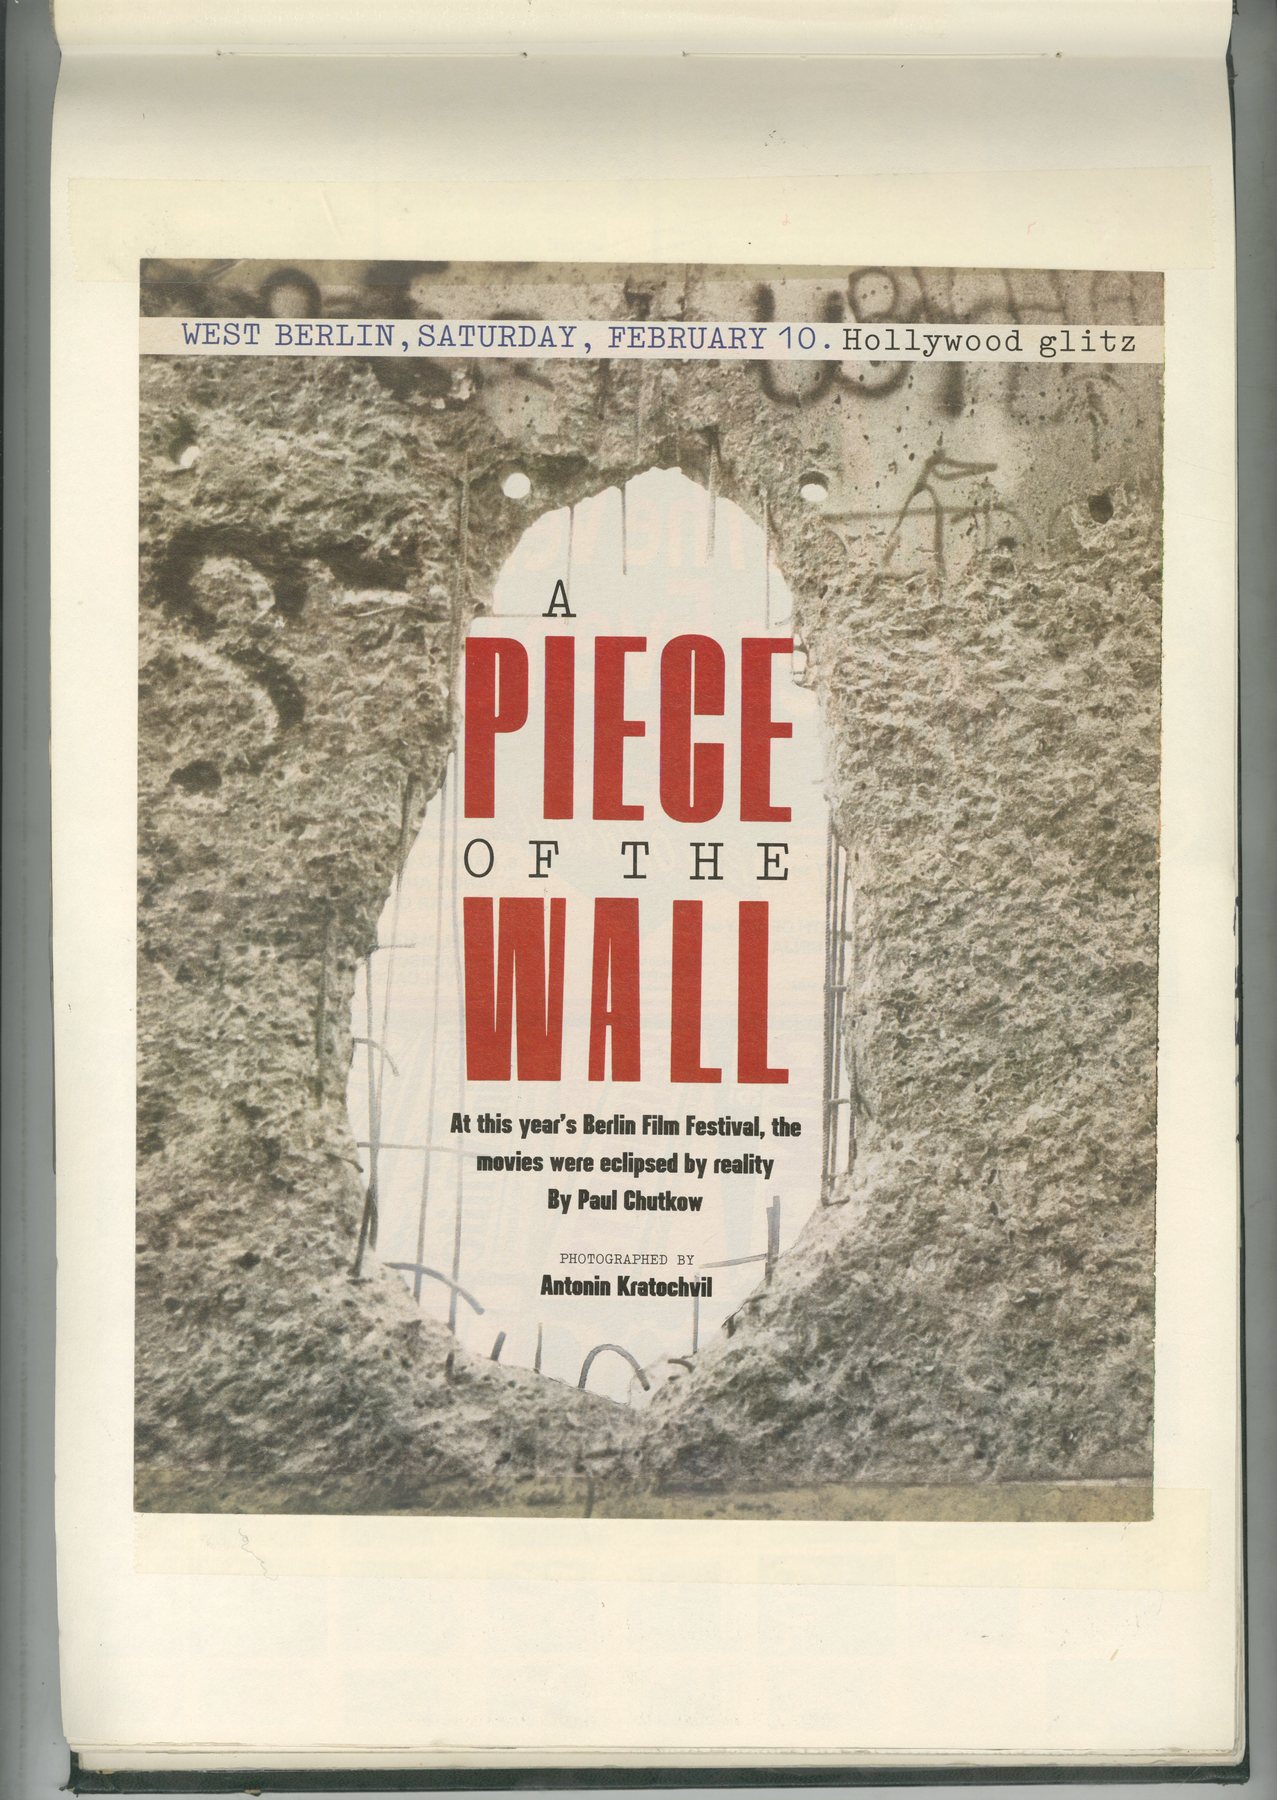 WEST BERLIN, SATURDAY, FEBRUARY 10. Hollywood glitz
A
PIECE
OF THE
WALL
At this year's Berlin Film Festival, the
movies were eclipsed by reality
By Paul Chutkow
PHOTOGRAPHED BY
Antonin Kratochvil